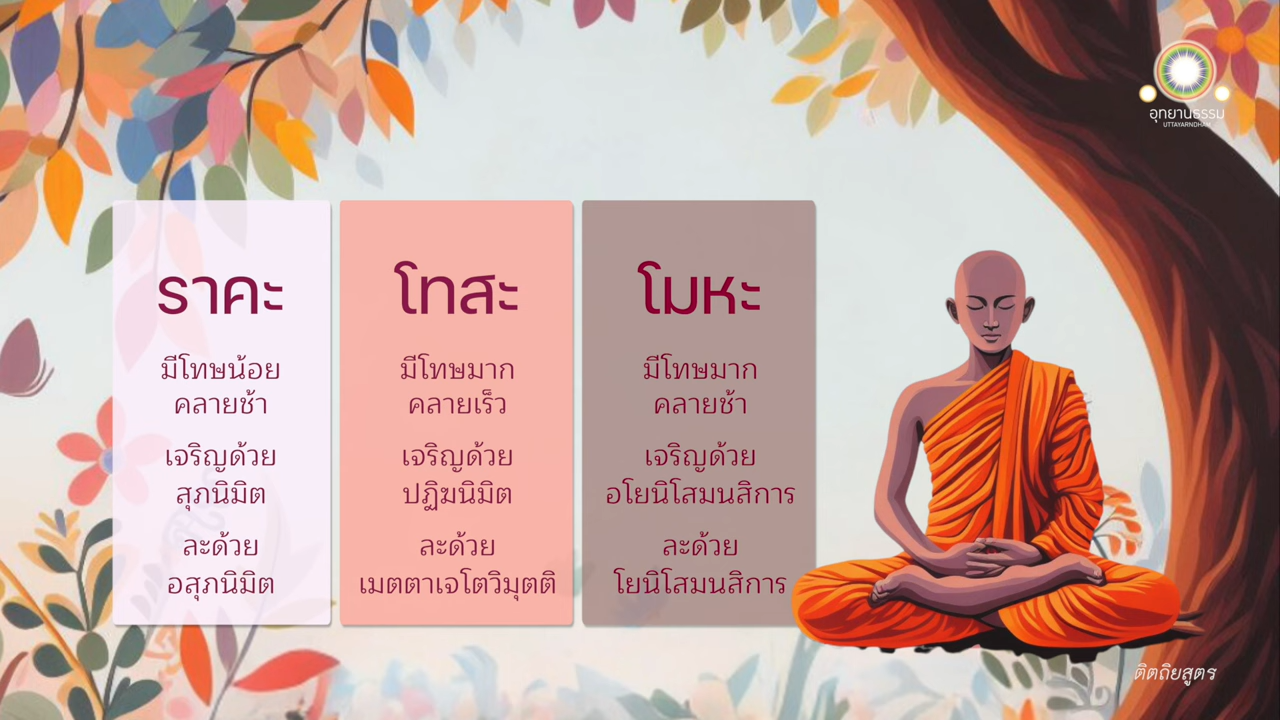 อุทยานธรรม
UTTAYARNDHAM
ราคะ
มีโทษน้อย
คลายช้า
เจริญด้วย
สุภนิมิต
ละด้วย
อสุภนิมิต
โทสะ
มีโทษมาก
คลายเร็ว
เจริญด้วย
ปฏิฆนิมิต
ละด้วย
เมตตาเจโตวิมุตติ
โมหะ
มีโทษมาก
คลายช้า
เจริญด้วย
อโยนิโสมนสิการ
ละด้วย
โยนิโสมนสิการ
ติตถิยสูตร